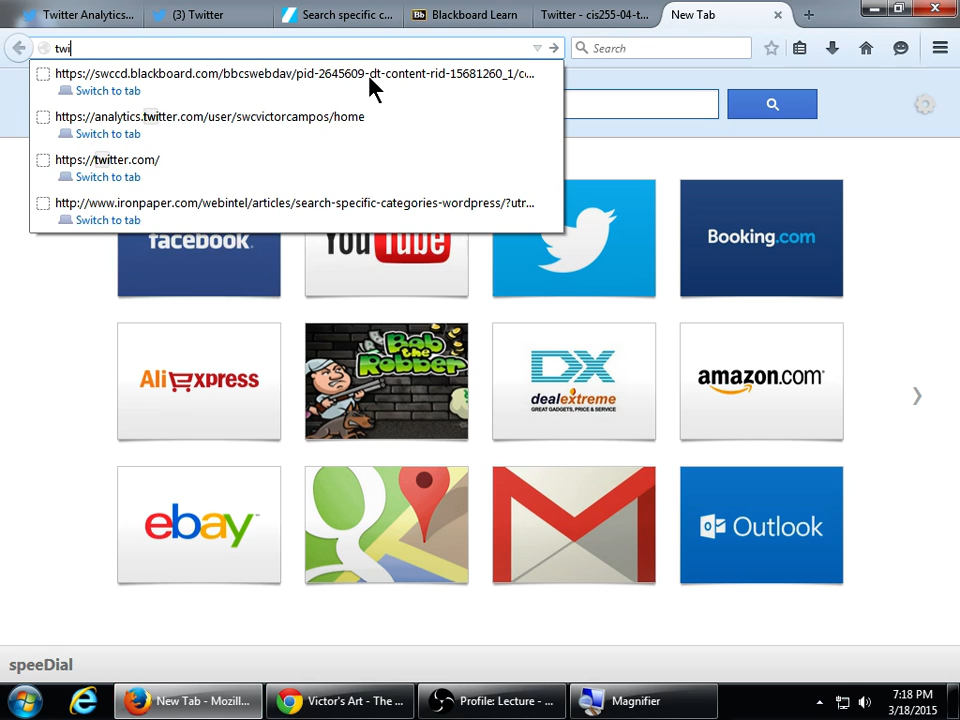 Twitter Analytics...
(3) Twitter
Search specific c...
Blackboard Learn
Twitter - cis255-04-t...
New Tab
twi
Search
https://swccd.blackboard.com/bbcswebdav/pid-2645609-dt-content-rid-15681260_1/c...
Switch to tab
https://analytics.twitter.com/user/swcvictorcampos/home
Switch to tab
https://twitter.com/
Switch to tab
http://www.ironpaper.com/webintel/articles/search-specific-categories-wordpress/?utr...
Switch to tab
facebook.
YouTube
Booking.com
AliExpress
Bob the Robber
DX
dealextreme
GREAT GADGETS, PRICE & SERVICE
amazon.com
ebay
Outlook
speeDial
New Tab - Mozill...
Victor's Art - The ...
Profile: Lecture - ...
Magnifier
7:18 PM
3/18/2015